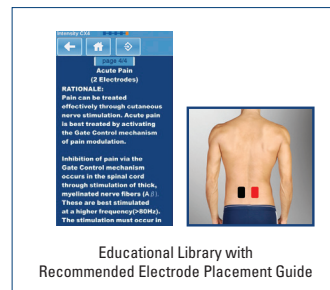 Intensity CX4
page 4/4
Acute Pain
(2 Electrodes)
RATIONALE:
Pain can be treated
effectively through cutaneous
nerve stimulation. Acute pain
is best treated by activating
the Gate Control mechanism
of pain modulation.
Inhibition of pain via the
Gate Control mechanism
occurs in the spinal cord
through stimulation of thick,
myelinated nerve fibers (Aβ).
These are best stimulated
at a higher frequency(>80Hz).
The stimulation must occur in
Educational Library with
Recommended Electrode Placement Guide